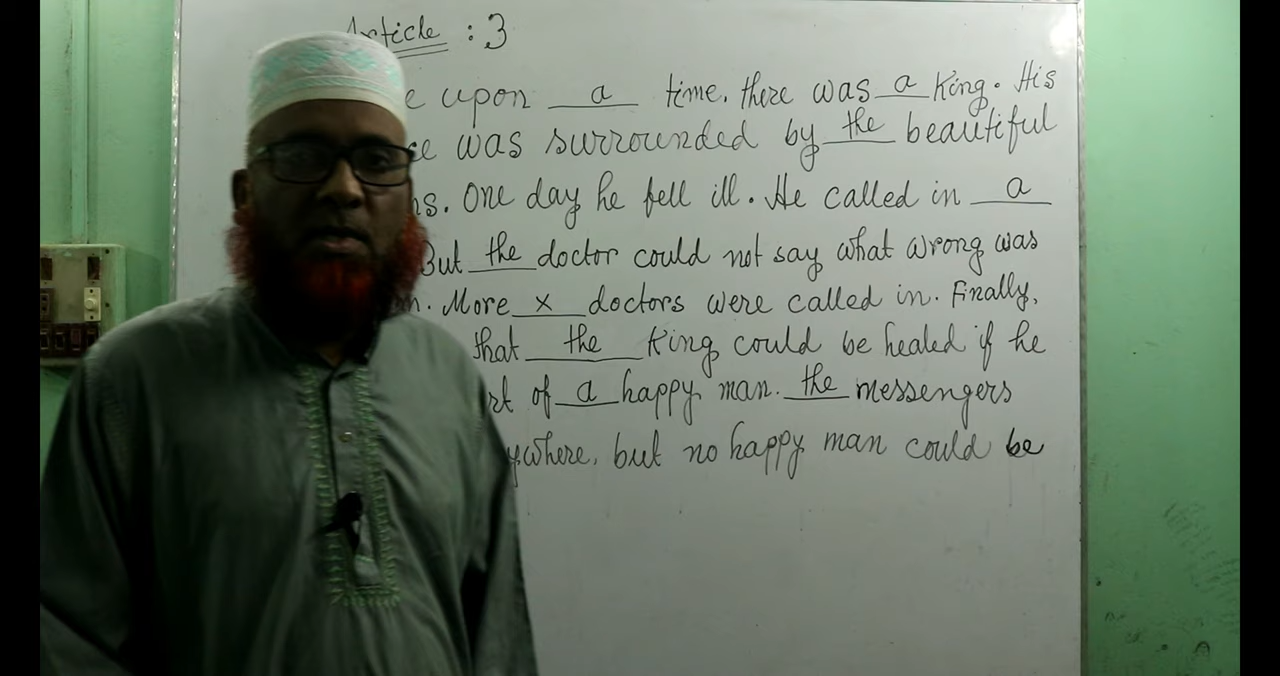 Article : 3
upon a time, there was a King. His
was surrounded by the beautiful
One day he fell ill. He called in a
But the doctor could not say what wrong was
More x doctors were called in. Finally,
that the King could be healed if he
of a happy man. the messengers
but no happy man could be